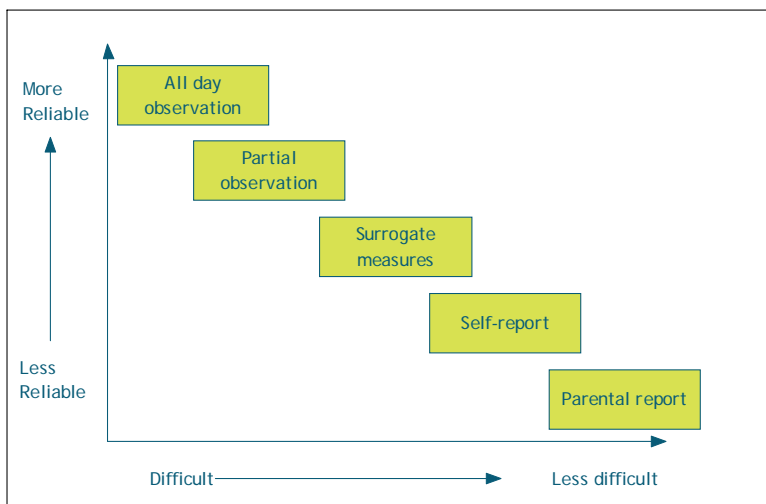 More
Reliable
All day
observation
Partial
observation
Surrogate
measures
Self-report
Less
Reliable
Parental report
Difficult
Less difficult